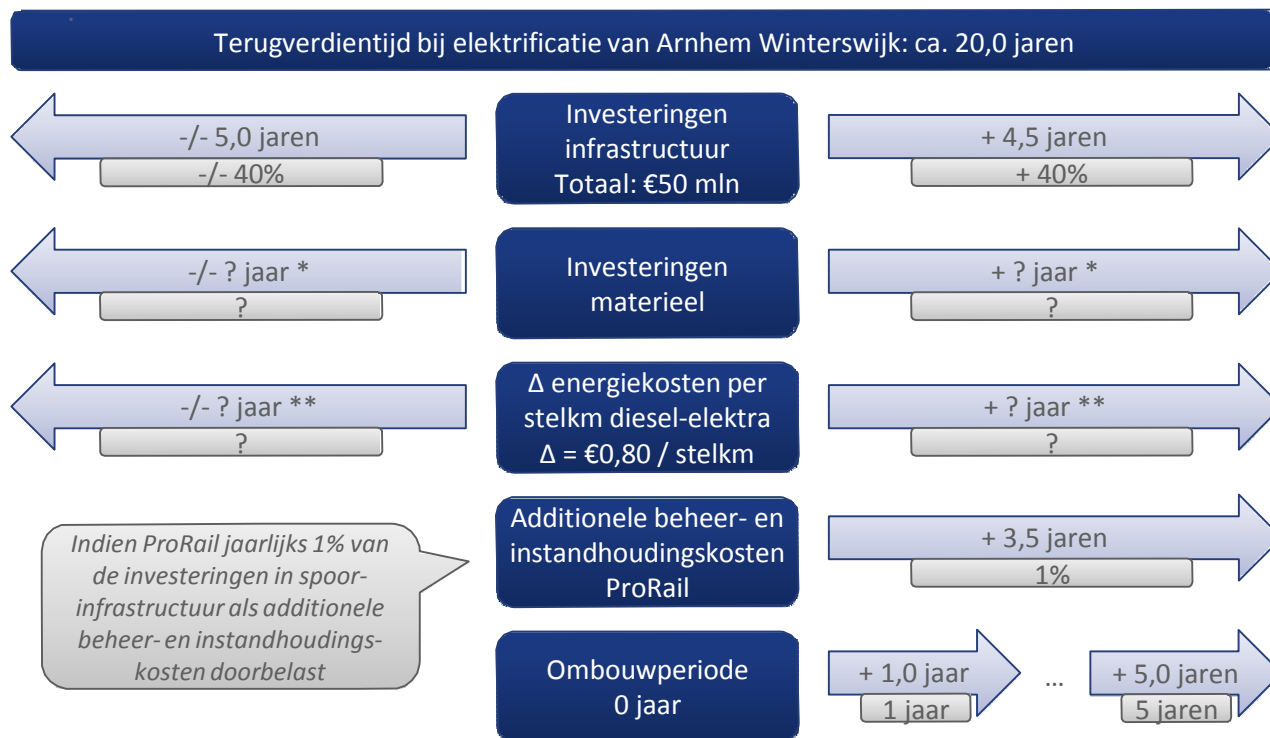 Terugverdientijd bij elektrificatie van Arnhem Winterswijk: ca. 20,0 jaren
-/- 5,0 jaren
-/- 40%
Investeringen
infrastructuur
Totaal: €50 mln
+ 4,5 jaren
+ 40%
-/- ? jaar *
?
Investeringen
materieel
+ ? jaar *
?
-/- ? jaar **
?
Δ energiekosten per
stelkm diesel-elektra
Δ = €0,80 / stelkm
+ ? jaar **
?
Indien ProRail jaarlijks 1% van
de investeringen in spoor-
infrastructuur als additionele
beheer- en instandhoudings-
kosten doorbelast
Additionele beheer- en
instandhoudingskosten
ProRail
+ 3,5 jaren
1%
Ombouwperiode
0 jaar
+ 1,0 jaar
1 jaar
...
+ 5,0 jaren
5 jaren